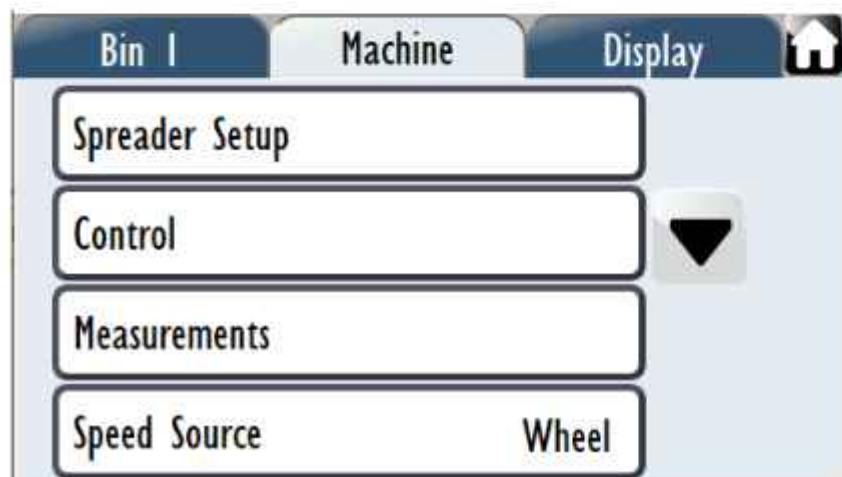 Bin 1 Machine Display
Spreader Setup
Control
Measurements
Speed Source Wheel